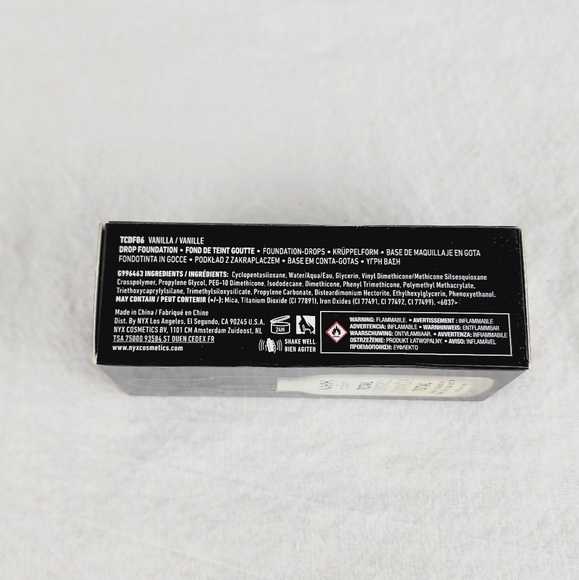 TCDF06 VANILLA / VANILLE
DROP FOUNDATION • FOND DE TEINT GOUTTE • FOUNDATION-DROPS • KRÜPPELFORM • BASE DE MAQUILLAJE EN GOTA
FONDOTINTA IN GOCCE • PODKŁAD Z ZAKRAPLACZEM • BASE EM CONTA-GOTAS • ΥΓΡΗ ΒΑΣΗ
G996463 INGREDIENTS / INGRÉDIENTS: Cyclopentasiloxane, Water/Aqua/Eau, Glycerin, Vinyl Dimethicone/Methicone Silsesquioxane
Crosspolymer, Propylene Glycol, PEG-10 Dimethicone, Isododecane, Dimethicone, Phenyl Trimethicone, Polymethyl Methacrylate,
Triethoxycaprylylsilane, Trimethylsiloxysilicate, Propylene Carbonate, Disteardimonium Hectorite, Ethylhexylglycerin, Phenoxyethanol.
MAY CONTAIN / PEUT CONTENIR (+/-): Mica, Titanium Dioxide (CI 77891), Iron Oxides (CI 77491, CI 77492, CI 77499). <6037>
Made in China / Fabriqué en Chine
Dist. By NYX Los Angeles, El Segundo, CA 90245 U.S.A.
NYX COSMETICS BV, 1101 CM Amsterdam Zuidoost, NL
TSA 75000 93584 ST OUEN CEDEX FR
www.nyxcosmetics.com
24M
SHAKE WELL
BIEN AGITER
WARNING: FLAMMABLE. • AVERTISSEMENT : INFLAMMABLE
ADVERTENCIA: INFLAMABLE • WARNHINWEIS: ENTFLAMMBAR
WAARSCHUWING: ONTVLAMBAAR. • AVVERTENZA: INFIAMMABILE
OSTRZEŻENIE: PRODUKT ŁATWOPALNY. • AVISO: INFLAMÁVEL
ΠΡΟΕΙΔΟΠΟΙΗΣΗ: ΕΥΦΛΕΚΤΟ